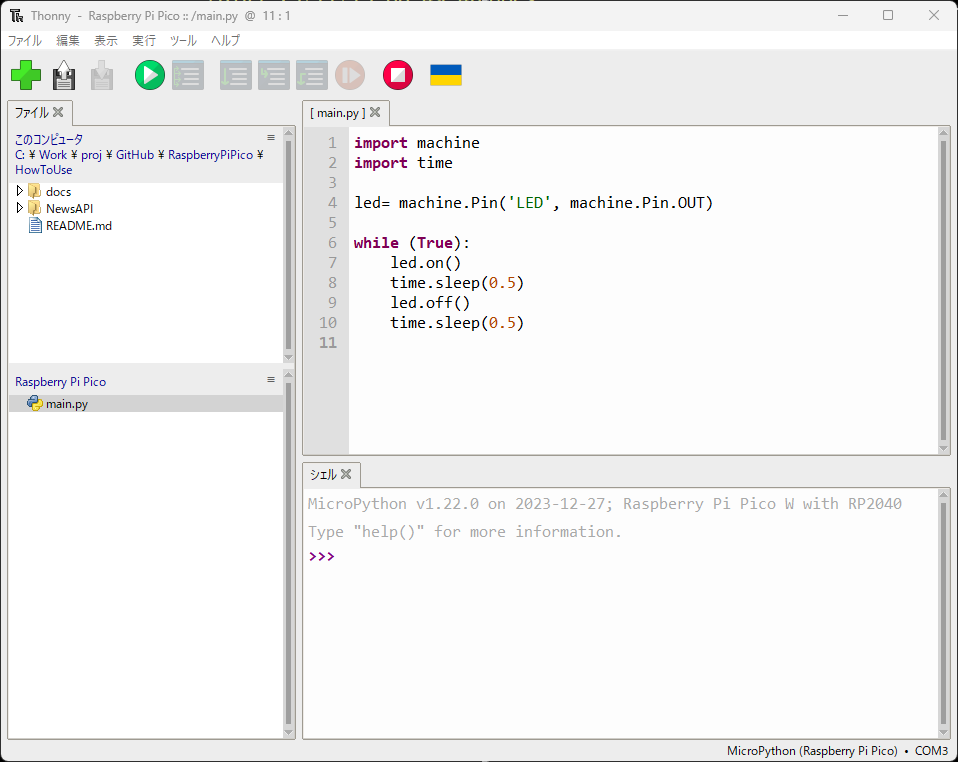 Thonny - Raspberry Pi Pico :: /main.py @ 11 : 1
ファイル 編集 表示 実行 ツール ヘルプ
ファイル
このコンピュータ
C: ¥ Work ¥ proj ¥ GitHub ¥ RaspberryPiPico ¥
HowToUse
docs
NewsAPI
README.md
Raspberry Pi Pico
main.py
[ main.py ]
1 import machine
2 import time
3
4 led= machine.Pin('LED', machine.Pin.OUT)
5
6 while (True):
7     led.on()
8     time.sleep(0.5)
9     led.off()
10     time.sleep(0.5)
11
シェル
MicroPython v1.22.0 on 2023-12-27; Raspberry Pi Pico W with RP2040
Type "help()" for more information.
>>>
MicroPython (Raspberry Pi Pico) • COM3